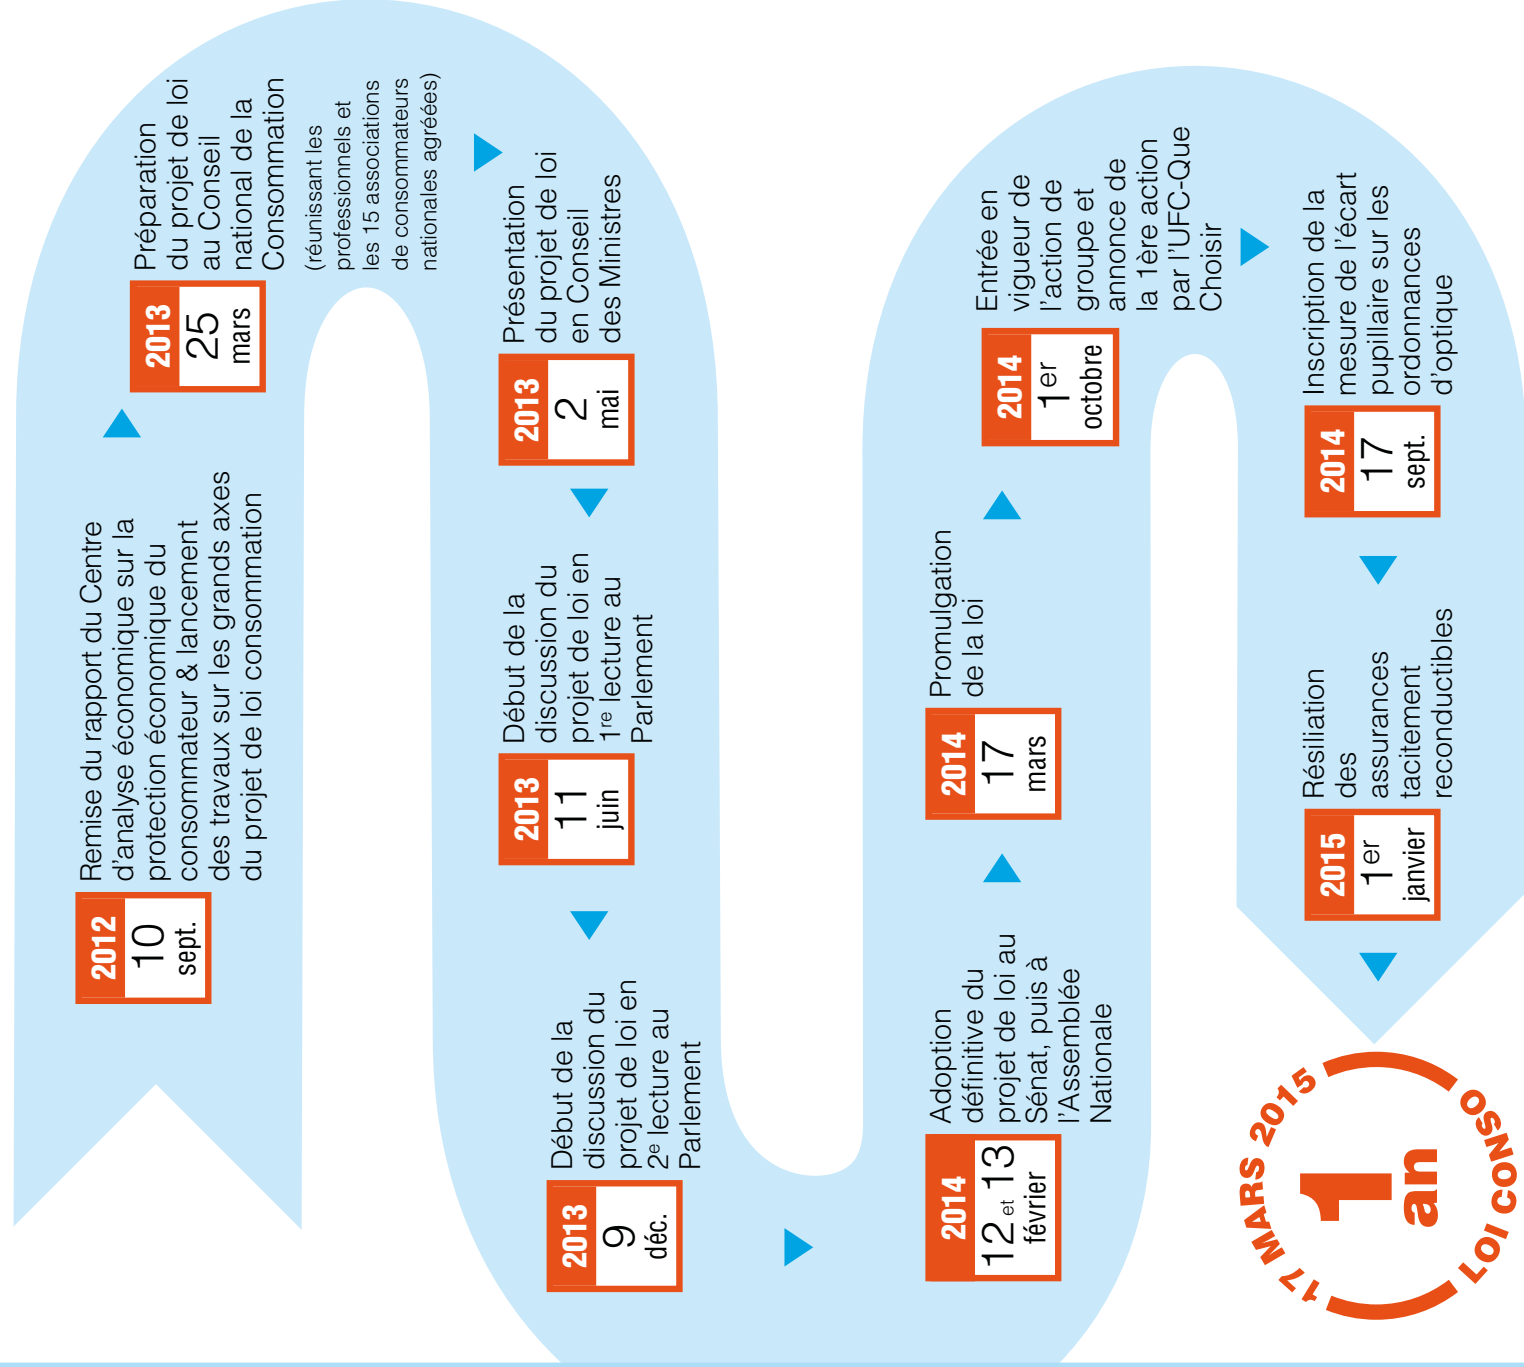 2012
10
sept.
Remise du rapport du Centre
d'analyse économique sur la
protection économique du
consommateur & lancement
des travaux sur les grands axes
du projet de loi consommation
2013
25
mars
Préparation
du projet de loi
au Conseil
national de la
Consommation
(réunissant les
professionnels et
les 15 associations
de consommateurs
nationales agréées)
2013
2
mai
Présentation
du projet de loi
en Conseil
des Ministres
2013
11
juin
Début de la
discussion du
projet de loi en
1re lecture au
Parlement
2013
9
déc.
Début de la
discussion du
projet de loi en
2e lecture au
Parlement
2014
12 et 13
février
Adoption
définitive du
projet de loi au
Sénat, puis à
l'Assemblée
Nationale
2014
17
mars
Promulgation
de la loi
2014
1er
octobre
Entrée en
vigueur de
l'action de
groupe et
annonce de
la 1ère action
par l'UFC-Que
Choisir
2014
17
sept.
Inscription de la
mesure de l'écart
pupillaire sur les
ordonnances
d'optique
2015
1er
janvier
Résiliation
des
assurances
tacitement
reconductibles
17 MARS 2015
1
an
LOI CONSO